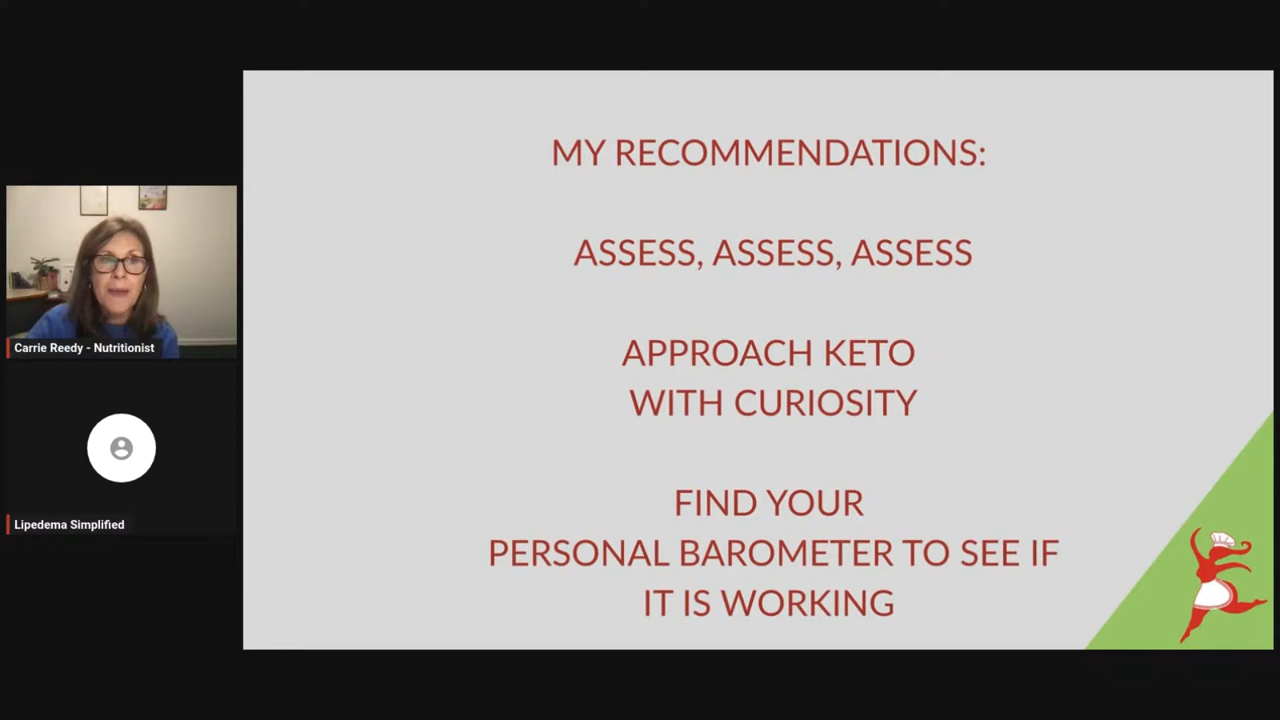 MY RECOMMENDATIONS:
ASSESS, ASSESS, ASSESS
APPROACH KETO
WITH CURIOSITY
FIND YOUR
PERSONAL BAROMETER TO SEE IF
IT IS WORKING
Carrie Reedy - Nutritionist
Lipedema Simplified